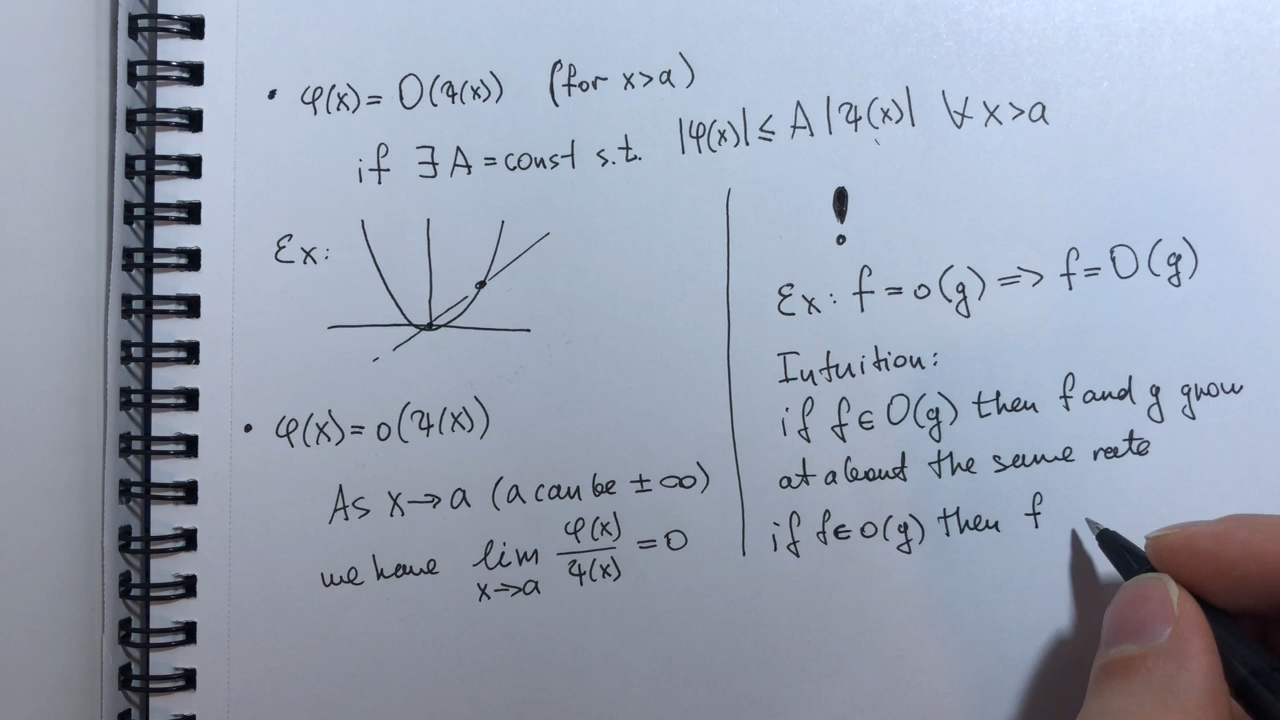 • φ(x) = O(ψ(x)) (for x>a)
if ∃ A = const s.t. |φ(x)| ≤ A |ψ(x)| ∀ x>a
Ex:
• φ(x) = o(ψ(x))
As x→a (a can be ± ∞)
we have lim x→a φ(x)/ψ(x) = 0
!
Ex: f = o(g) => f = O(g)
Intuition:
if f ∈ O(g) then f and g grow
at about the same rate
if f ∈ o(g) then f